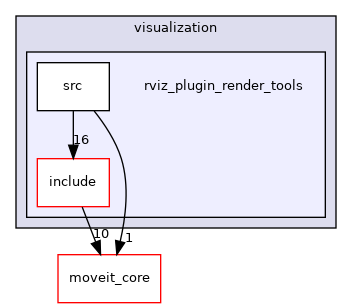 visualization
src
rviz_plugin_render_tools
16
include
10
1
moveit_core